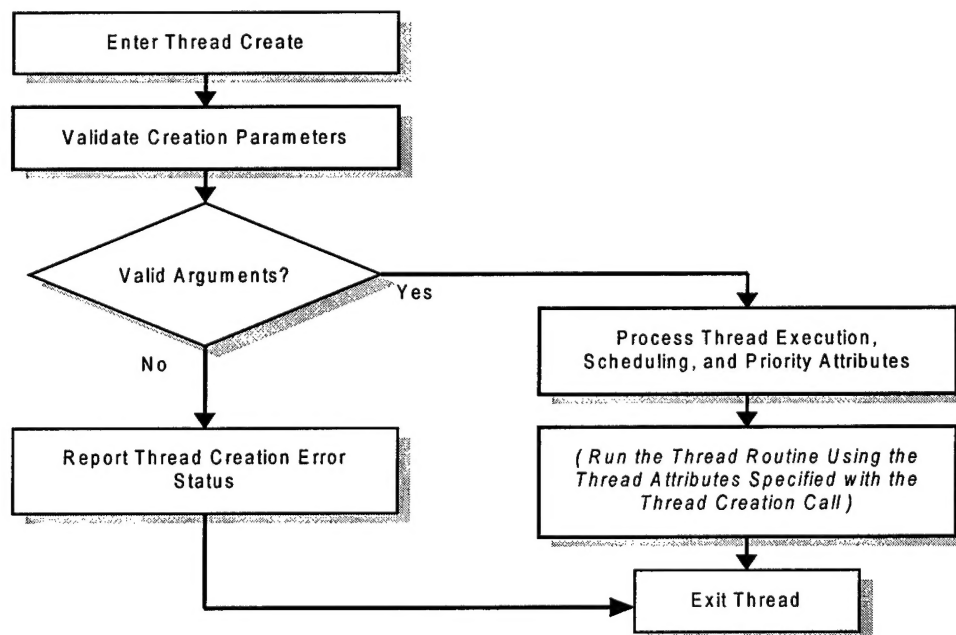 Enter Thread Create
Validate Creation Parameters
Valid Arguments?
Yes
No
Process Thread Execution,
Scheduling, and Priority Attributes
Report Thread Creation Error
Status
( Run the Thread Routine Using the
Thread Attributes Specified with the
Thread Creation Call )
Exit Thread